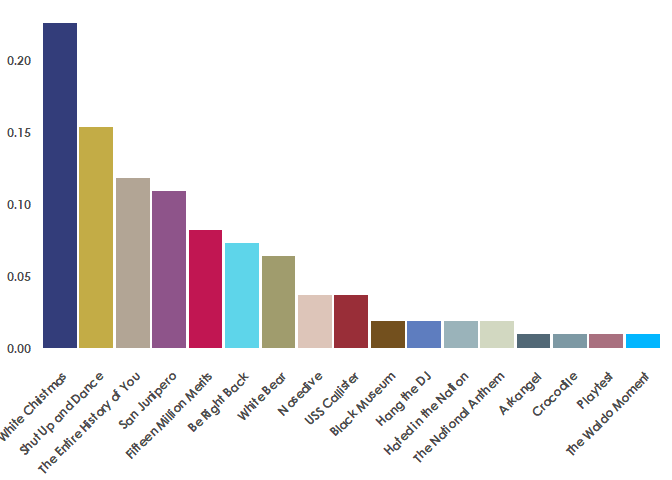 0.20
0.15
0.10
0.05
0.00
White Christmas
Shut Up and Dance
The Entire History of You
San Junipero
Fifteen Million Merits
Be Right Back
White Bear
Nosedive
USS Callister
Black Museum
Hang the DJ
Hated in the Nation
The National Anthem
Arkangel
Crocodile
Playtest
The Waldo Moment